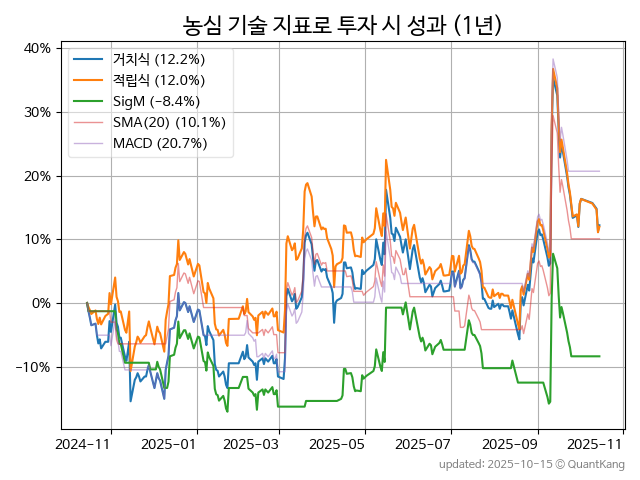 농심 기술 지표로 투자 시 성과 (1년)
거치식 (12.2%)
적립식 (12.0%)
SigM (−8.4%)
SMA(20) (10.1%)
MACD (20.7%)
40%
30%
20%
10%
0%
−10%
2024-11
2025-01
2025-03
2025-05
2025-07
2025-09
2025-11
updated: 2025-10-15 © QuantKang